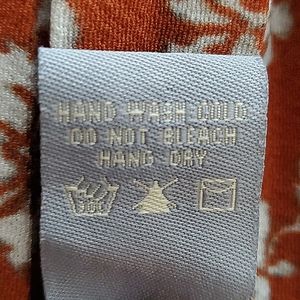 HAND WASH COLD
DO NOT BLEACH
HANG DRY